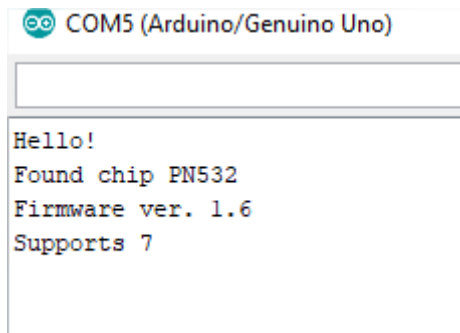 COM5 (Arduino/Genuino Uno)
Hello!
Found chip PN532
Firmware ver. 1.6
Supports 7